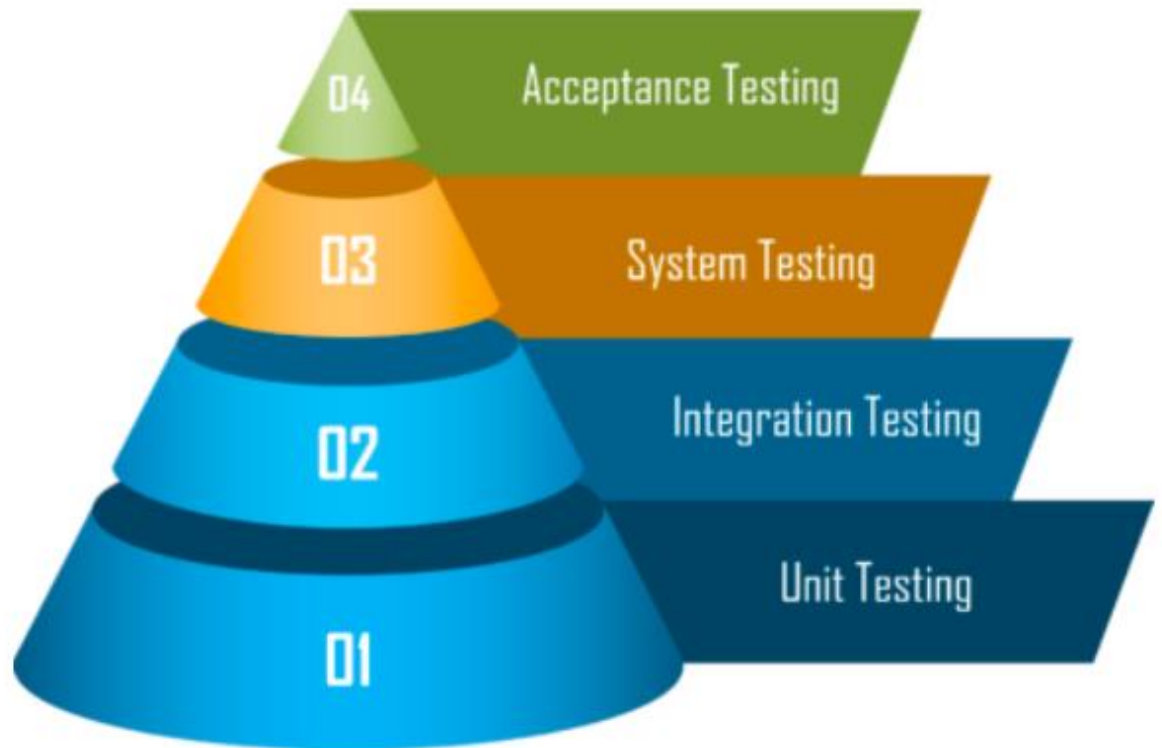 04
Acceptance Testing
03
System Testing
02
Integration Testing
01
Unit Testing